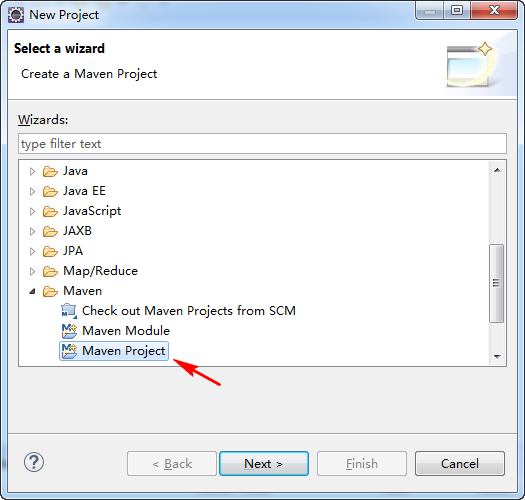 New Project
Select a wizard
Create a Maven Project
Wizards:
type filter text
Java
Java EE
JavaScript
JAXB
JPA
Map/Reduce
Maven
Check out Maven Projects from SCM
Maven Module
Maven Project
< Back
Next >
Finish
Cancel